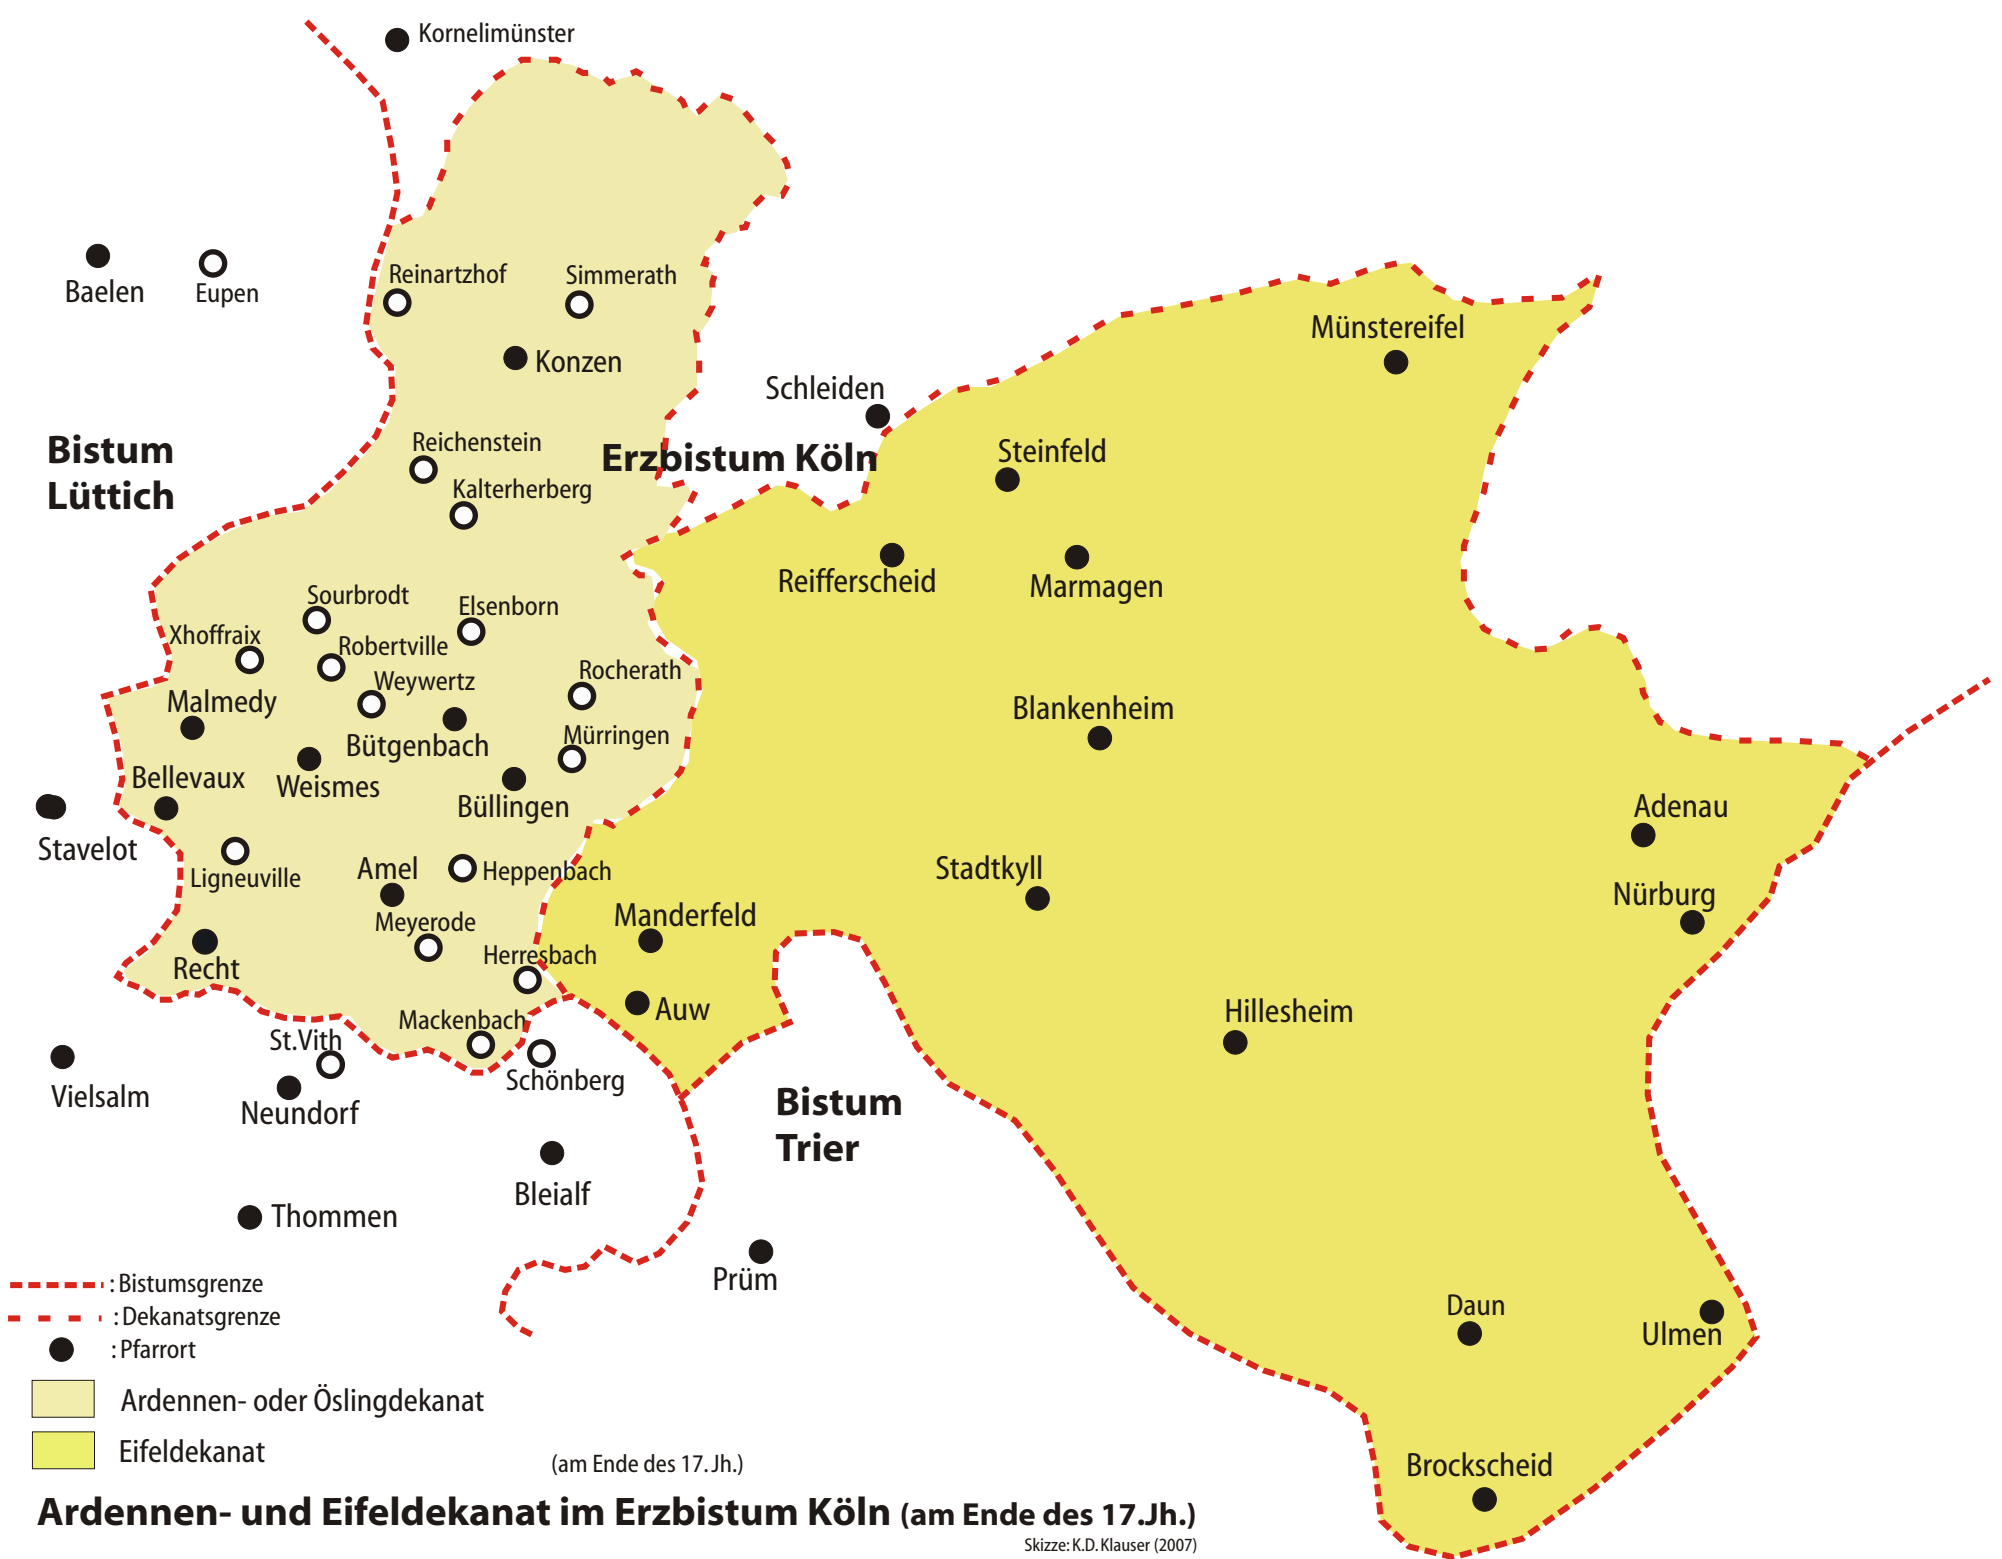 Kornelimünster
Baelen
Eupen
Reinartzhof
Simmerath
Konzen
Münstereifel
Schleiden
Bistum
Lüttich
Reichenstein
Erzbistum Köln
Steinfeld
Kalterherberg
Reifferscheid
Marmagen
Sourbrodt
Elsenborn
Xhoffraix
Robertville
Rocherath
Weywertz
Malmedy
Blankenheim
Bütgenbach
Mürringen
Bellevaux
Weismes
Büllingen
Adenau
Stavelot
Ligneuville
Amel
Heppenbach
Stadtkyll
Nürburg
Meyerode
Manderfeld
Recht
Herresbach
Auw
Hillesheim
Mackenbach
St.Vith
Schönberg
Vielsalm
Neundorf
Bistum
Trier
Bleialf
Thommen
Prüm
Daun
Ulmen
: Bistumsgrenze
: Dekanatsgrenze
: Pfarrort
Ardennen- oder Öslingdekanat
Eifeldekanat
(am Ende des 17. Jh.)
Brockscheid
Ardennen- und Eifeldekanat im Erzbistum Köln (am Ende des 17.Jh.)
Skizze: K.D. Klauser (2007)